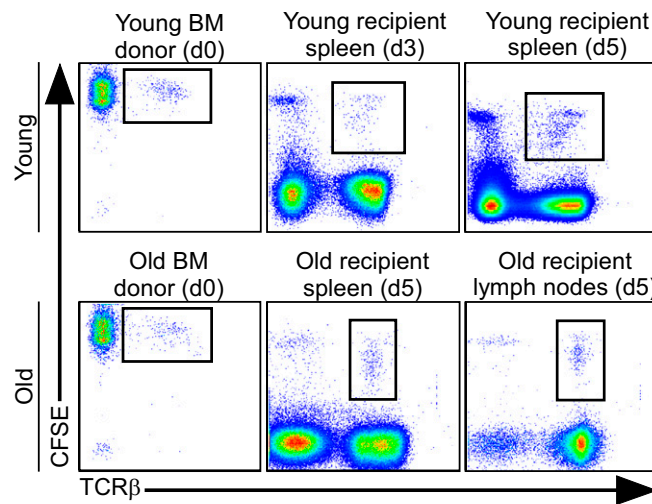 Young BM
donor (d0)
Young recipient
spleen (d3)
Young recipient
spleen (d5)
Young
Old BM
donor (d0)
Old recipient
spleen (d5)
Old recipient
lymph nodes (d5)
Old
CFSE
TCRβ